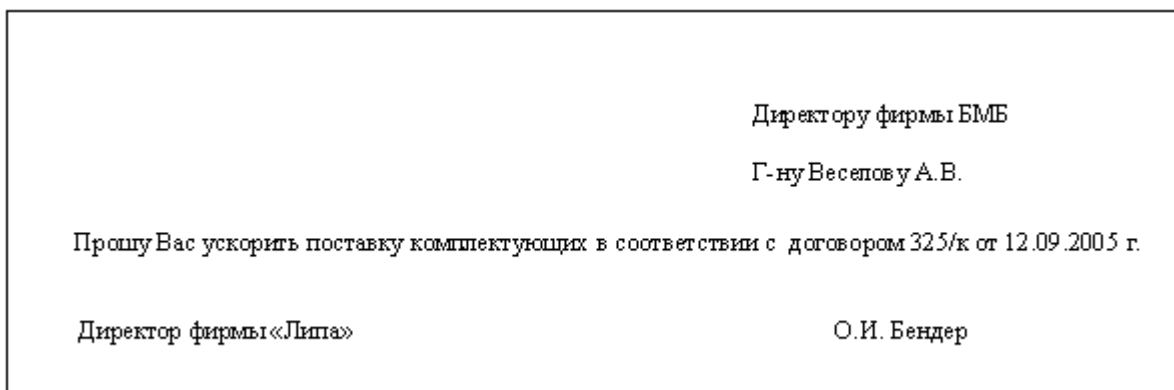 Директору фирмы БМБ
Г-ну Веселову А.В.
Прошу Вас ускорить поставку комплектующих в соответствии с договором 325/к от 12.09.2005 г.
Директор фирмы «Липа» О.И. Бендер